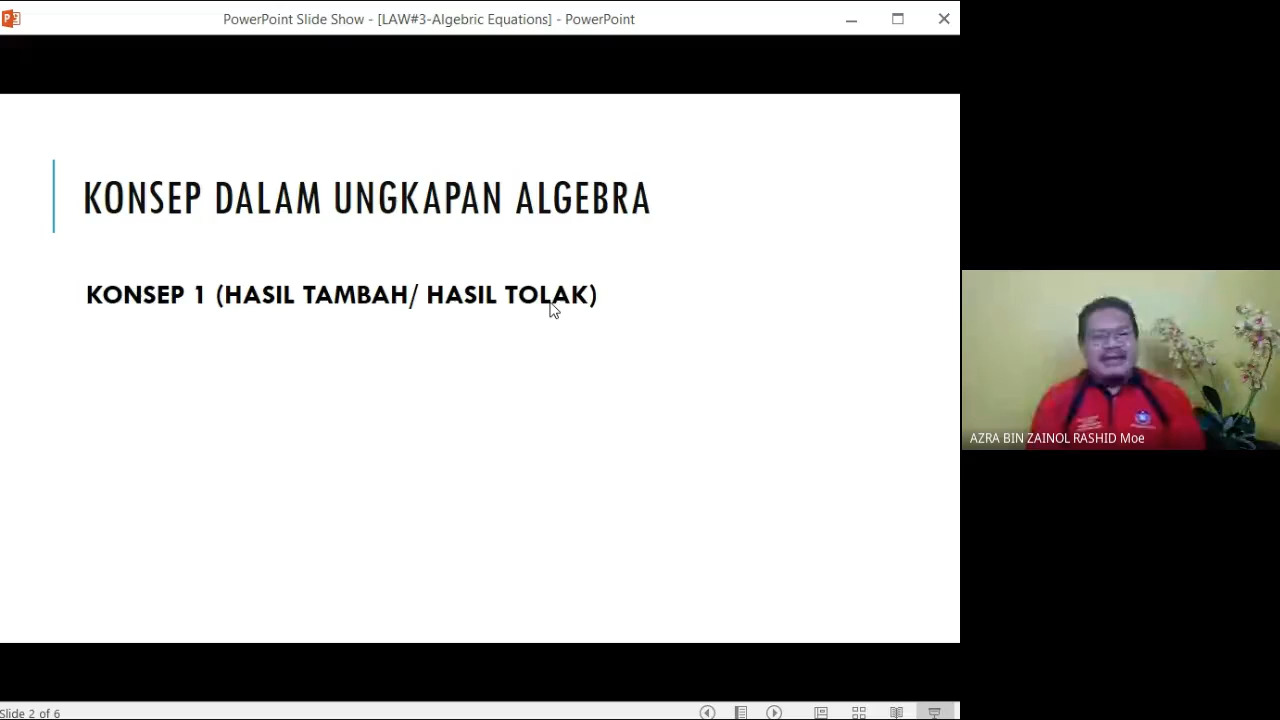 PowerPoint Slide Show - [LAW#3-Algebric Equations] - PowerPoint
KONSEP DALAM UNGKAPAN ALGEBRA
KONSEP 1 (HASIL TAMBAH/ HASIL TOLAK)
AZRA BIN ZAINOL RASHID Moe
Slide 2 of 6